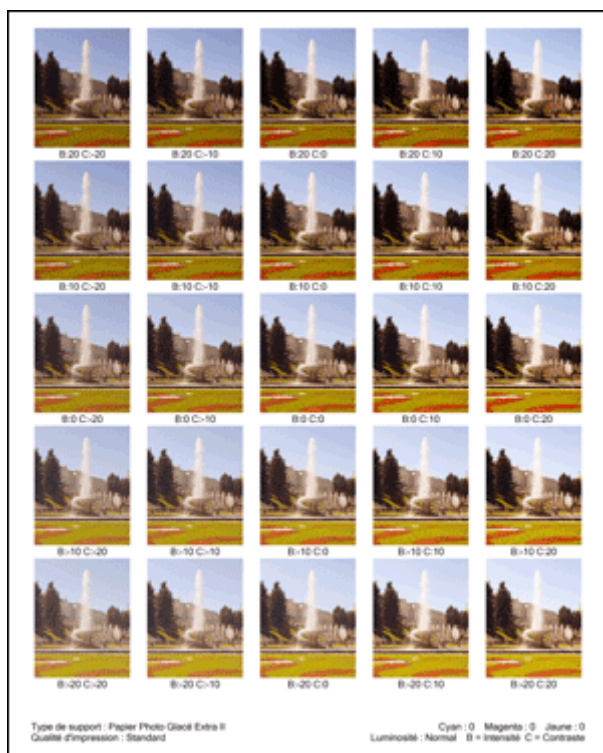 B:20 C:-20 B:20 C:-10 B:20 C:0 B:20 C:10 B:20 C:20
B:10 C:-20 B:10 C:-10 B:10 C:0 B:10 C:10 B:10 C:20
B:0 C:-20 B:0 C:-10 B:0 C:0 B:0 C:10 B:0 C:20
B:-10 C:-20 B:-10 C:-10 B:-10 C:0 B:-10 C:10 B:-10 C:20
B:-20 C:-20 B:-20 C:-10 B:-20 C:0 B:-20 C:10 B:-20 C:20
Type de support : Papier Photo Glacé Extra II Cyan : 0 Magenta : 0 Jaune : 0
Qualité d'impression : Standard Luminosité : Normal B = Intensité C = Contraste